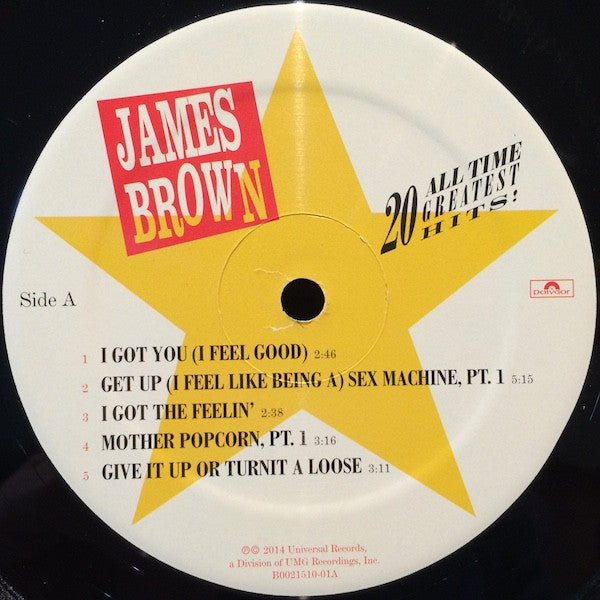 JAMES
BROWN
20 ALL TIME
GREATEST
HITS!
Side A
polydor
1 I GOT YOU (I FEEL GOOD) 2:46
2 GET UP (I FEEL LIKE BEING A) SEX MACHINE, PT. 1 5:15
3 I GOT THE FEELIN' 2:38
4 MOTHER POPCORN, PT. 1 3:16
5 GIVE IT UP OR TURNIT A LOOSE 3:11
℗© 2014 Universal Records,
a Division of UMG Recordings, Inc.
B0021510-01A